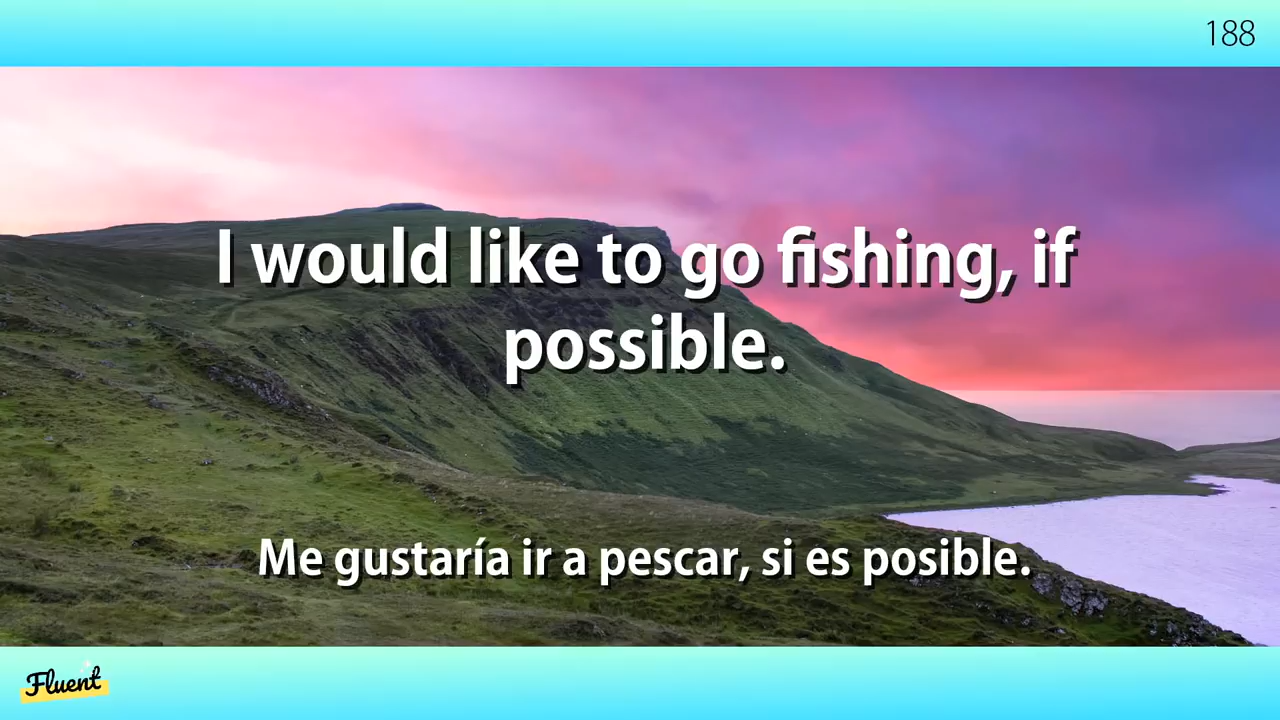 188
I would like to go fishing, if
possible.
Me gustaría ir a pescar, si es posible.
Fluent